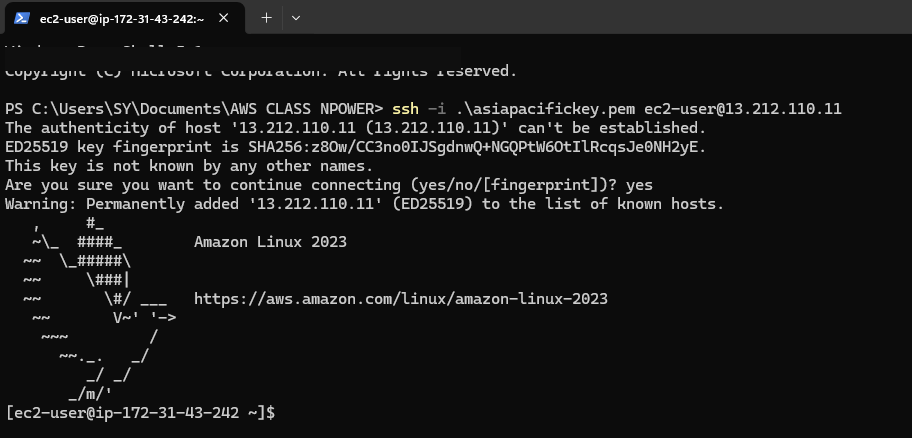 ec2-user@ip-172-31-43-242:~
Copyright (C) Microsoft Corporation. All rights reserved.
PS C:\Users\SY\Documents\AWS CLASS NPOWER> ssh -i .\asiapacifickey.pem ec2-user@13.212.110.11
The authenticity of host '13.212.110.11 (13.212.110.11)' can't be established.
ED25519 key fingerprint is SHA256:z8Ow/CC3no0IJSgdnwQ+NGQPtW6OtIlRcqsJe0NH2yE.
This key is not known by any other names.
Are you sure you want to continue connecting (yes/no/[fingerprint])? yes
Warning: Permanently added '13.212.110.11' (ED25519) to the list of known hosts.
   ,     #_
   ~\_  ####_        Amazon Linux 2023
  ~~  \_#####\
  ~~     \###|
  ~~       \#/ ___   https://aws.amazon.com/linux/amazon-linux-2023
   ~~       V~' '->
    ~~~         /
      ~~._.   _/
         _/ _/
       _/m/'
[ec2-user@ip-172-31-43-242 ~]$